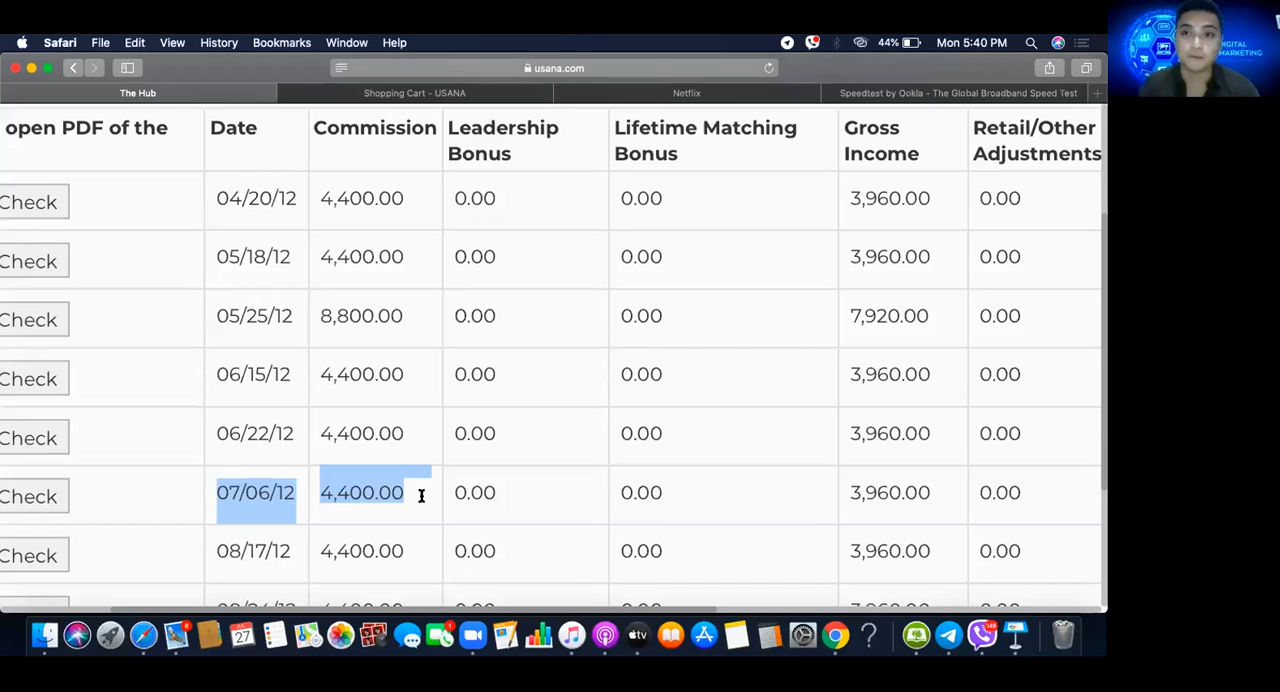 Safari File Edit View History Bookmarks Window Help 44% Mon 5:40 PM
usana.com
The Hub Shopping Cart - USANA Netflix Speedtest by Ookla - The Global Broadband Speed Test
open PDF of the Date Commission Leadership Bonus Lifetime Matching Bonus Gross Income Retail/Other Adjustments
Check 04/20/12 4,400.00 0.00 0.00 3,960.00 0.00
Check 05/18/12 4,400.00 0.00 0.00 3,960.00 0.00
Check 05/25/12 8,800.00 0.00 0.00 7,920.00 0.00
Check 06/15/12 4,400.00 0.00 0.00 3,960.00 0.00
Check 06/22/12 4,400.00 0.00 0.00 3,960.00 0.00
Check 07/06/12 4,400.00 0.00 0.00 3,960.00 0.00
Check 08/17/12 4,400.00 0.00 0.00 3,960.00 0.00
DIGITAL
MARKETING
27
tv